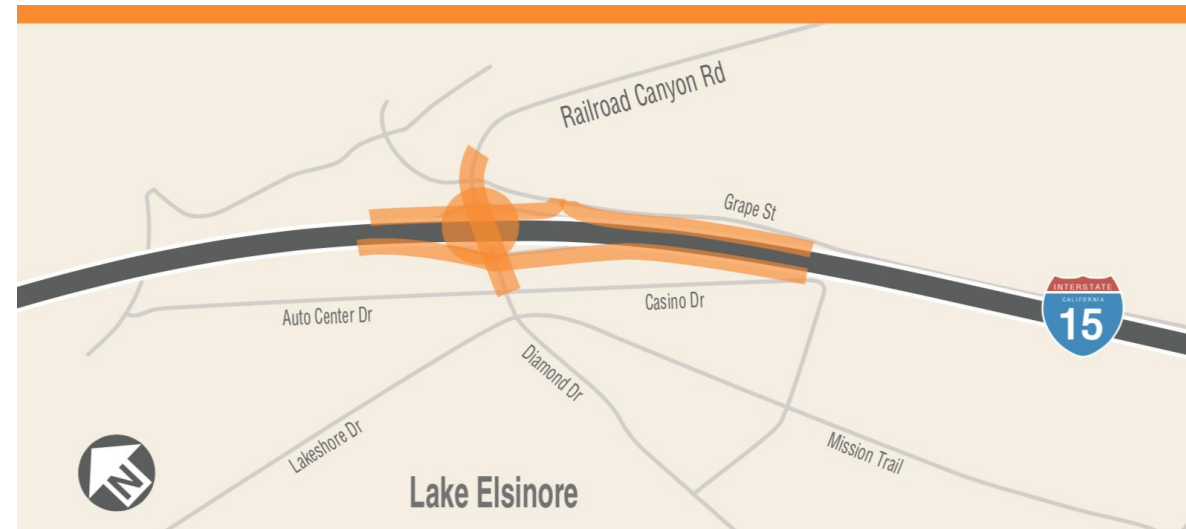 Railroad Canyon Rd
Grape St
INTERSTATE
CALIFORNIA
15
Auto Center Dr
Casino Dr
Diamond Dr
Lakeshore Dr
Mission Trail
N
Lake Elsinore